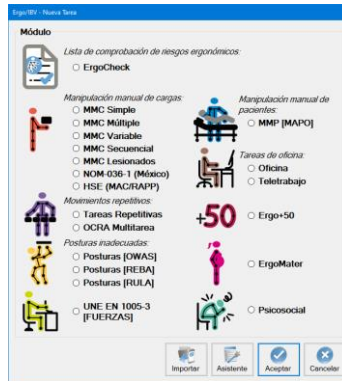 Ergo/IBV - Nueva Tarea
Módulo
Lista de comprobación de riesgos ergonómicos:
ErgoCheck
Manipulación manual de cargas:
MMC Simple
MMC Múltiple
MMC Variable
MMC Secuencial
MMC Lesionados
NOM-036-1 (México)
HSE (MAC/RAPP)
Movimientos repetitivos:
Tareas Repetitivas
OCRA Multitarea
Posturas inadecuadas:
Posturas [OWAS]
Posturas [REBA]
Posturas [RULA]
UNE EN 1005-3
[FUERZAS]
Manipulación manual de
pacientes:
MMP [MAPO]
Tareas de oficina:
Oficina
Teletrabajo
+50
Ergo+50
ErgoMater
Psicosocial
Importar
Asistente
Aceptar
Cancelar